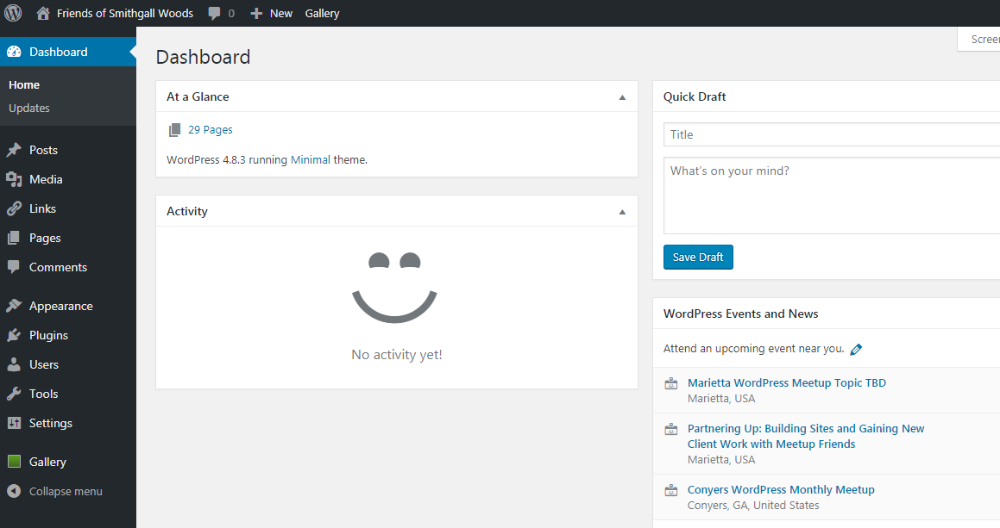 Friends of Smithgall Woods 0 New Gallery
Dashboard
Home
Updates
Posts
Media
Links
Pages
Comments
Appearance
Plugins
Users
Tools
Settings
Gallery
Collapse menu
Dashboard
At a Glance
29 Pages
WordPress 4.8.3 running Minimal theme.
Activity
No activity yet!
Quick Draft
Title
What's on your mind?
Save Draft
WordPress Events and News
Attend an upcoming event near you.
Marietta WordPress Meetup Topic TBD
Marietta, USA
Partnering Up: Building Sites and Gaining New
Client Work with Meetup Friends
Marietta, USA
Conyers WordPress Monthly Meetup
Conyers, GA, United States